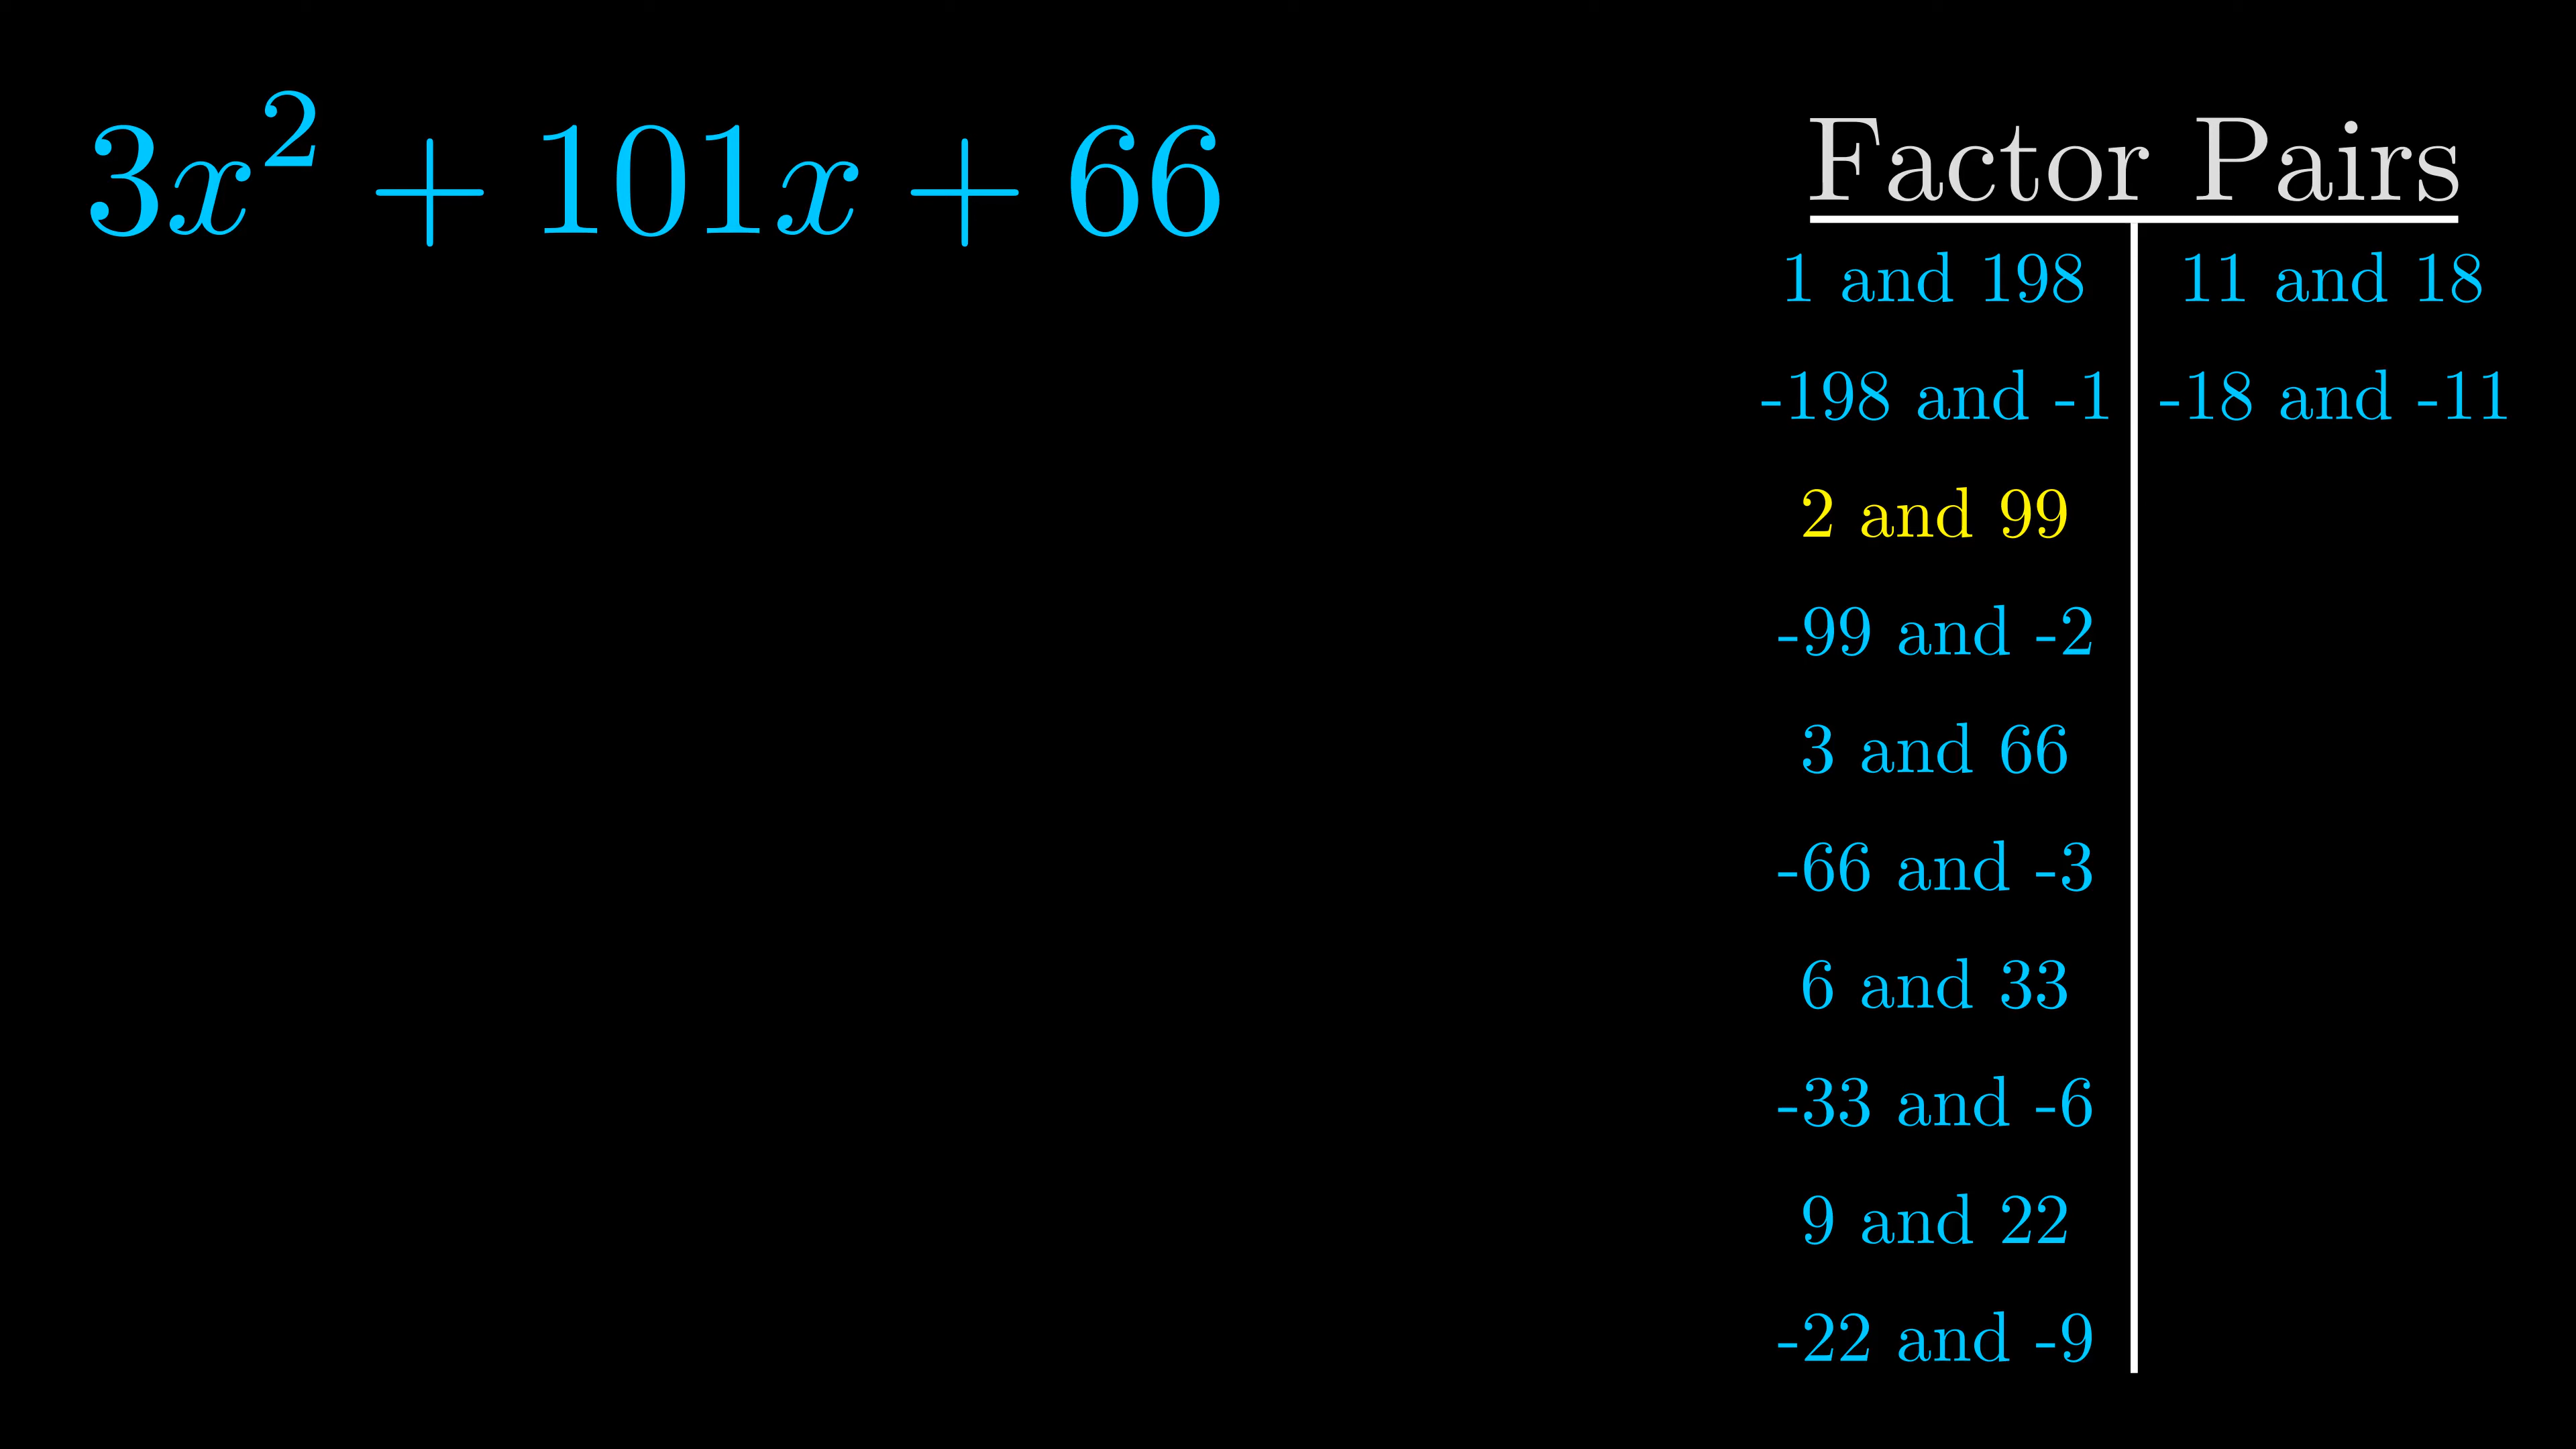 3x² + 101x + 66
Factor Pairs
1 and 198
-198 and -1
2 and 99
-99 and -2
3 and 66
-66 and -3
6 and 33
-33 and -6
9 and 22
-22 and -9
11 and 18
-18 and -11